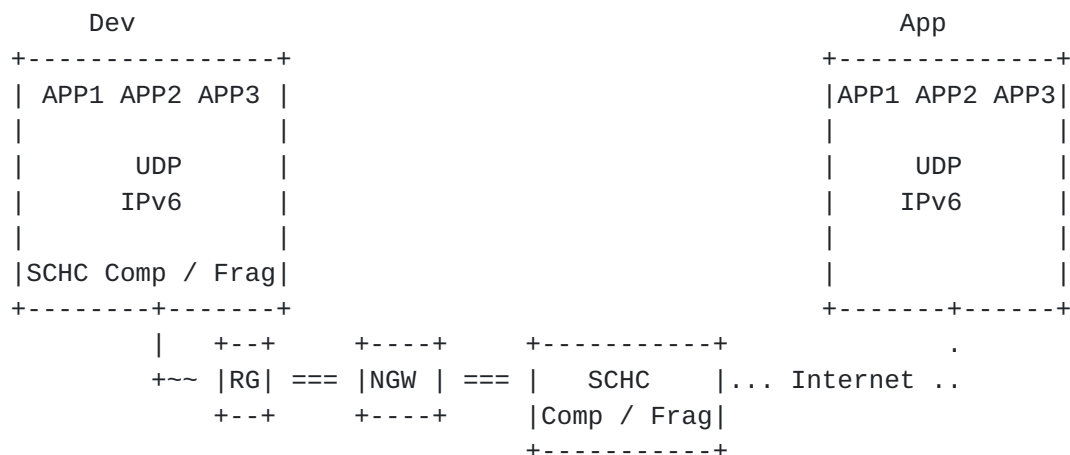 Dev                                                 App
+----------------+                                  +--------------+
| APP1 APP2 APP3 |                                  |APP1 APP2 APP3|
|                |                                  |              |
|       UDP      |                                  |     UDP      |
|      IPv6      |                                  |    IPv6      |
|                |                                  |              |
|SCHC Comp / Frag|                                  |              |
+--------+-------+                                  +-------+------+
         |   +--+     +----+     +-----------+              .
         +~~ |RG| === |NGW | === |   SCHC    |... Internet ..
             +--+     +----+     |Comp / Frag|
                                 +-----------+